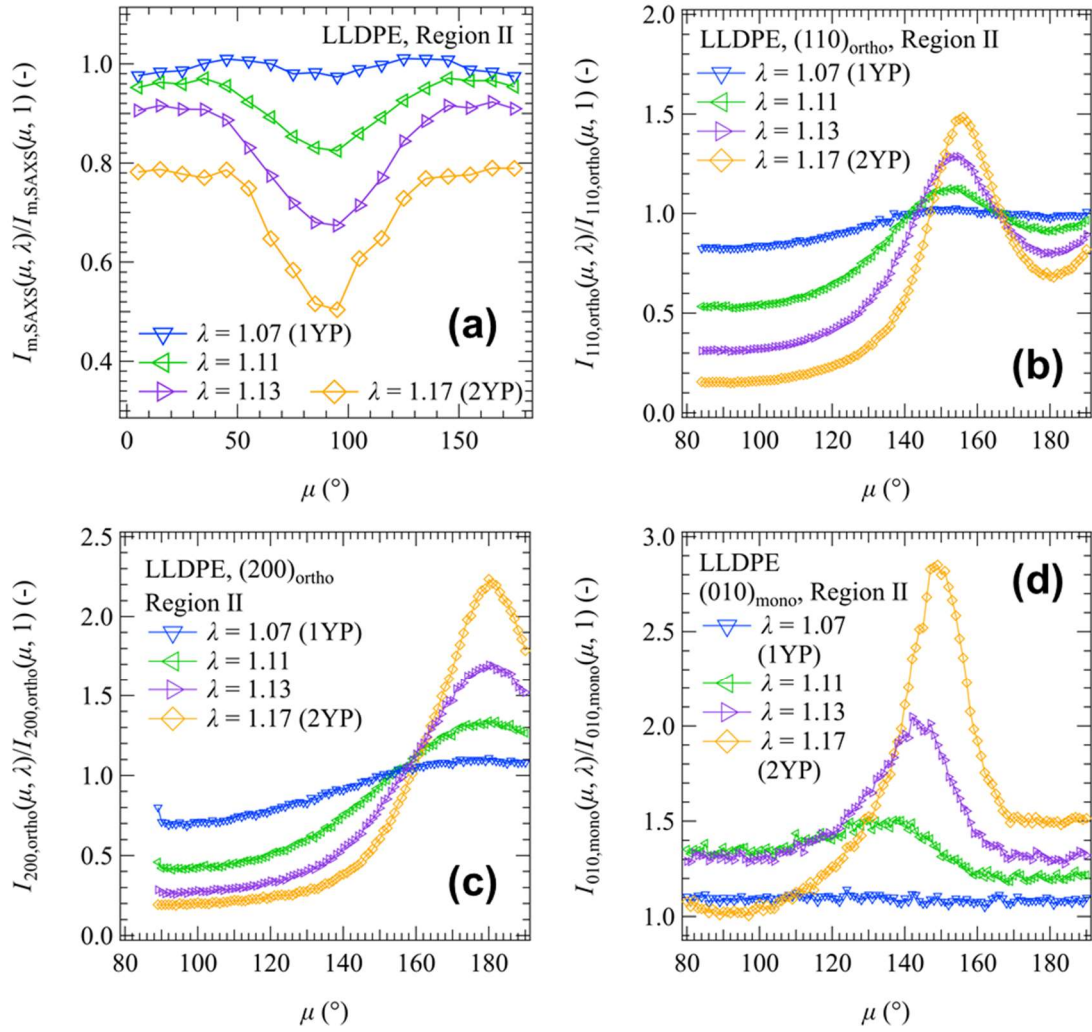 LLDPE, Region II
I_m,SAXS(μ, λ)/I_m,SAXS(μ, 1) (-)
1.0
0.8
0.6
0.4
λ = 1.07 (1YP)
λ = 1.11
λ = 1.13
λ = 1.17 (2YP)
(a)
0 50 100 150
μ (°)
LLDPE, (110)ortho, Region II
I_110,ortho(μ, λ)/I_110,ortho(μ, 1) (-)
2.0
1.5
1.0
0.5
0.0
λ = 1.07 (1YP)
λ = 1.11
λ = 1.13
λ = 1.17 (2YP)
(b)
80 100 120 140 160 180
μ (°)
LLDPE, (200)ortho
Region II
I_200,ortho(μ, λ)/I_200,ortho(μ, 1) (-)
2.5
2.0
1.5
1.0
0.5
0.0
λ = 1.07 (1YP)
λ = 1.11
λ = 1.13
λ = 1.17 (2YP)
(c)
80 100 120 140 160 180
μ (°)
LLDPE
(010)mono, Region II
I_010,mono(μ, λ)/I_010,mono(μ, 1) (-)
3.0
2.5
2.0
1.5
1.0
λ = 1.07
(1YP)
λ = 1.11
λ = 1.13
λ = 1.17
(2YP)
(d)
80 100 120 140 160 180
μ (°)